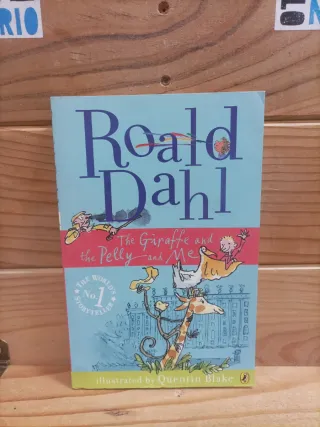 RIO
Roald
Dahl
The Giraffe and
the Pelly and Me
THE WORLD'S
No. 1
STORYTELLER
illustrated by Quentin Blake